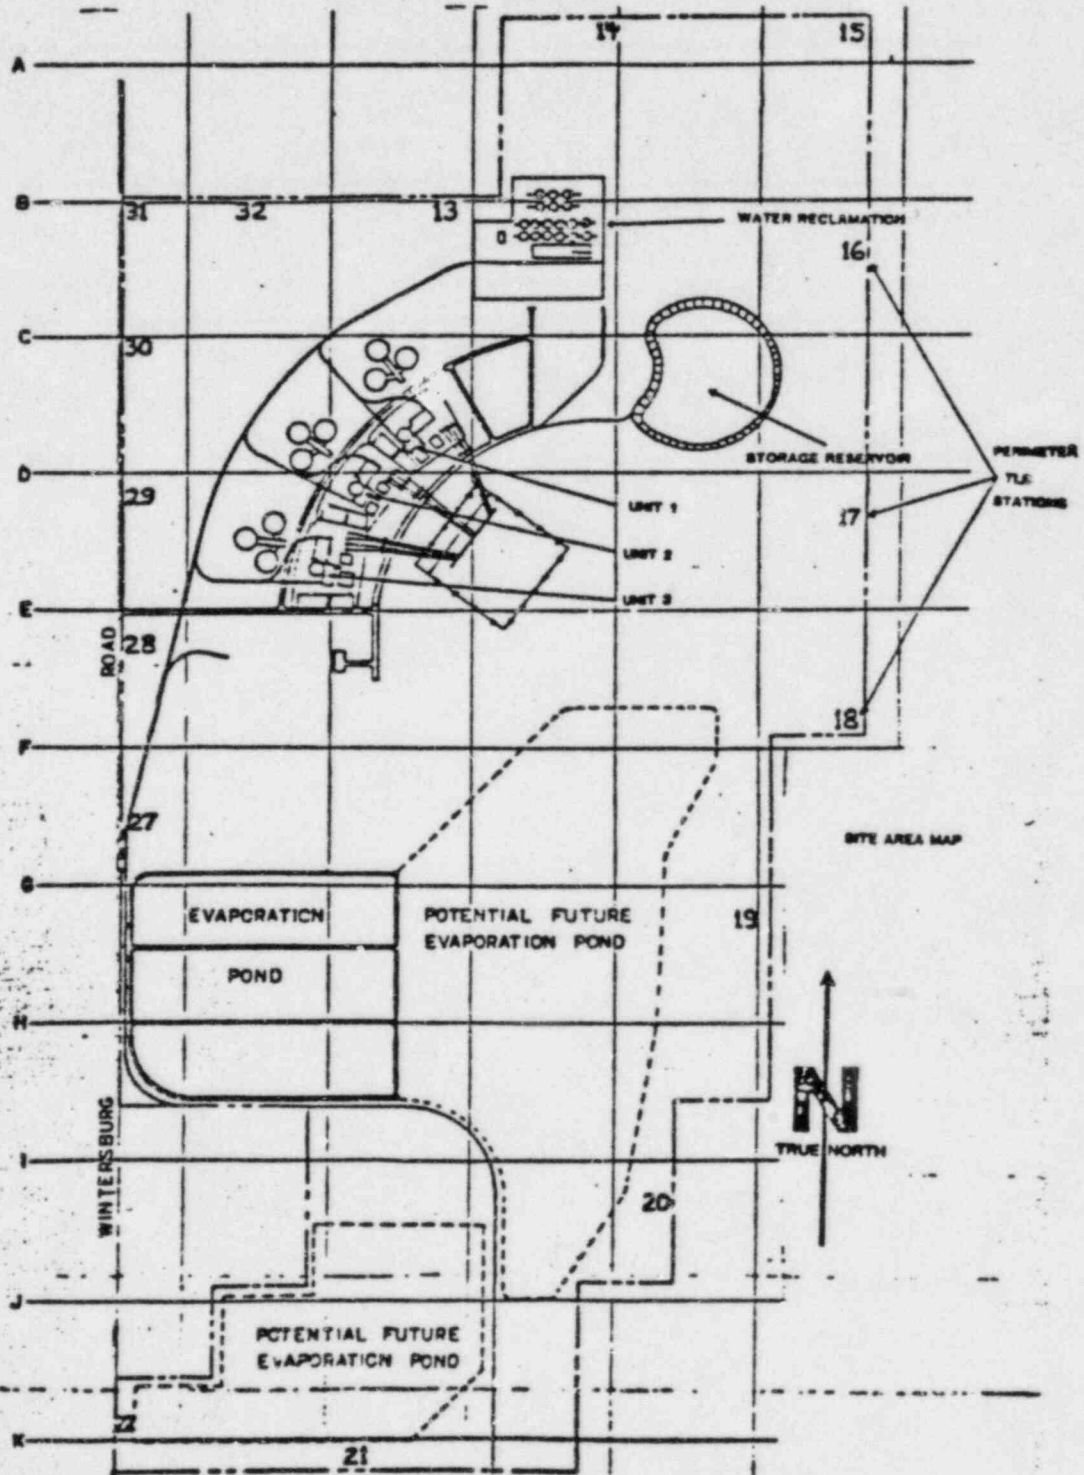 14
15
A
B
31
32
13
WATER RECLAMATION
16
C
30
STORAGE RESERVOIR
PERIMETER
TLE
STATIONS
D
29
UNIT 1
17
UNIT 2
UNIT 3
E
28
ROAD
18
F
27
SITE AREA MAP
G
EVAPORATION
POND
POTENTIAL FUTURE
EVAPORATION POND
19
H
N
TRUE NORTH
I
WINTERSBURG
20
J
POTENTIAL FUTURE
EVAPORATION POND
22
K
21